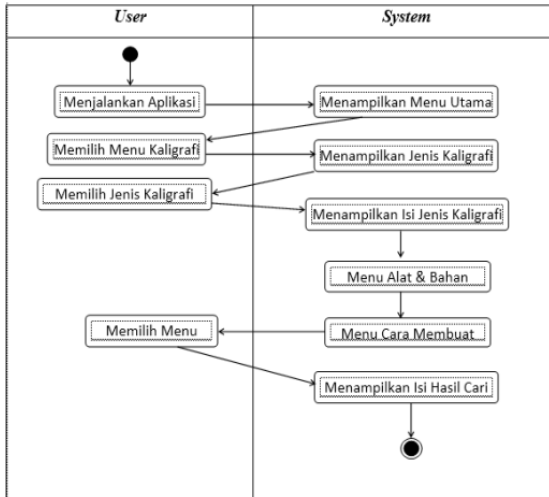 User
System
Menjalankan Aplikasi
Menampilkan Menu Utama
Memilih Menu Kaligrafi
Menampilkan Jenis Kaligrafi
Memilih Jenis Kaligrafi
Menampilkan Isi Jenis Kaligrafi
Menu Alat & Bahan
Memilih Menu
Menu Cara Membuat
Menampilkan Isi Hasil Cari